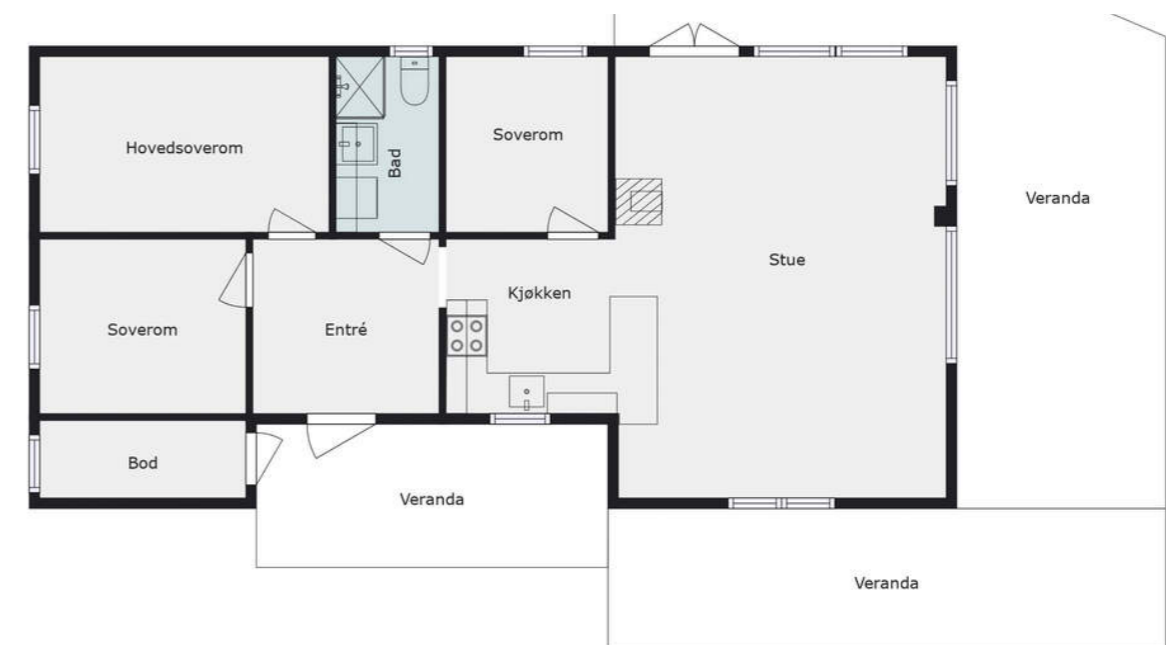 Hovedsoverom
Bad
Soverom
Veranda
Stue
Kjøkken
Soverom
Entré
Bod
Veranda
Veranda